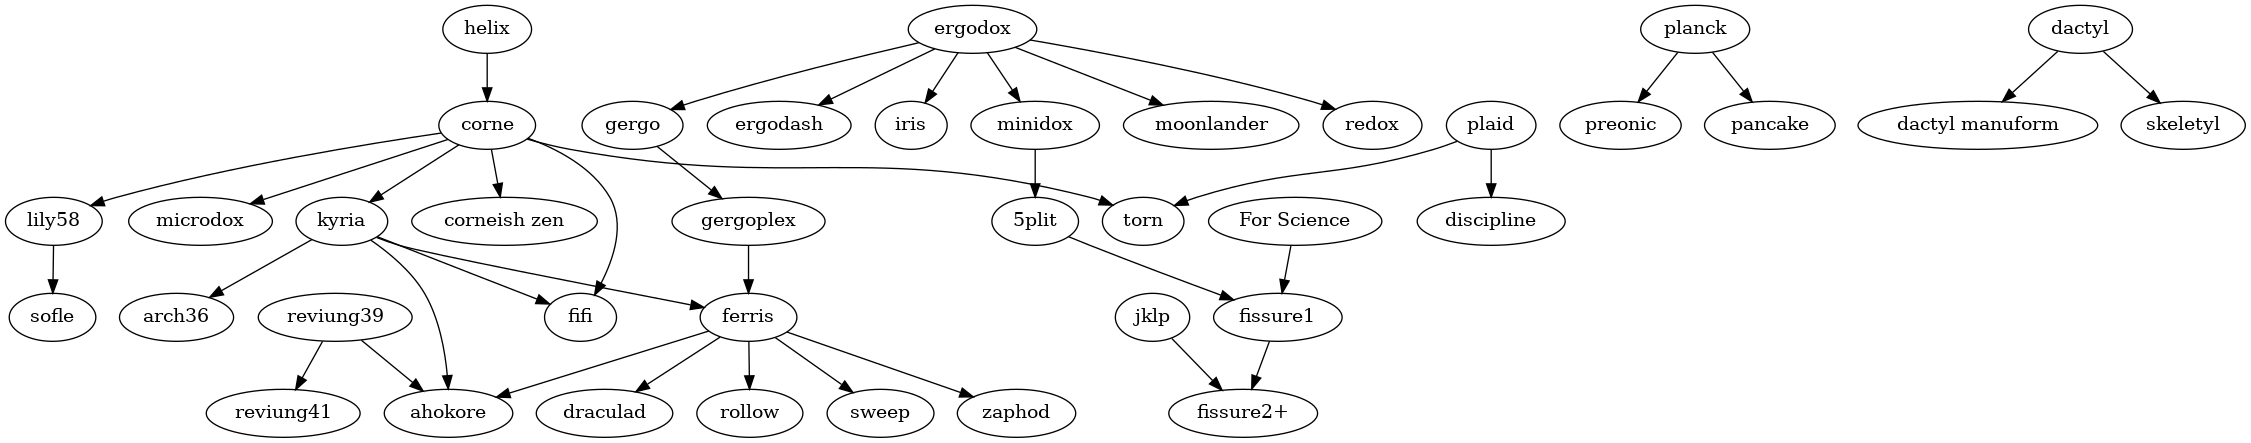 helix
ergodox
planck
dactyl
corne
gergo
ergodash
iris
minidox
moonlander
redox
plaid
preonic
pancake
dactyl manuform
skeletyl
lily58
microdox
kyria
corneish zen
gergoplex
5plit
torn
For Science
discipline
sofle
arch36
reviung39
fifi
ferris
jklp
fissure1
reviung41
ahokore
draculad
rollow
sweep
zaphod
fissure2+